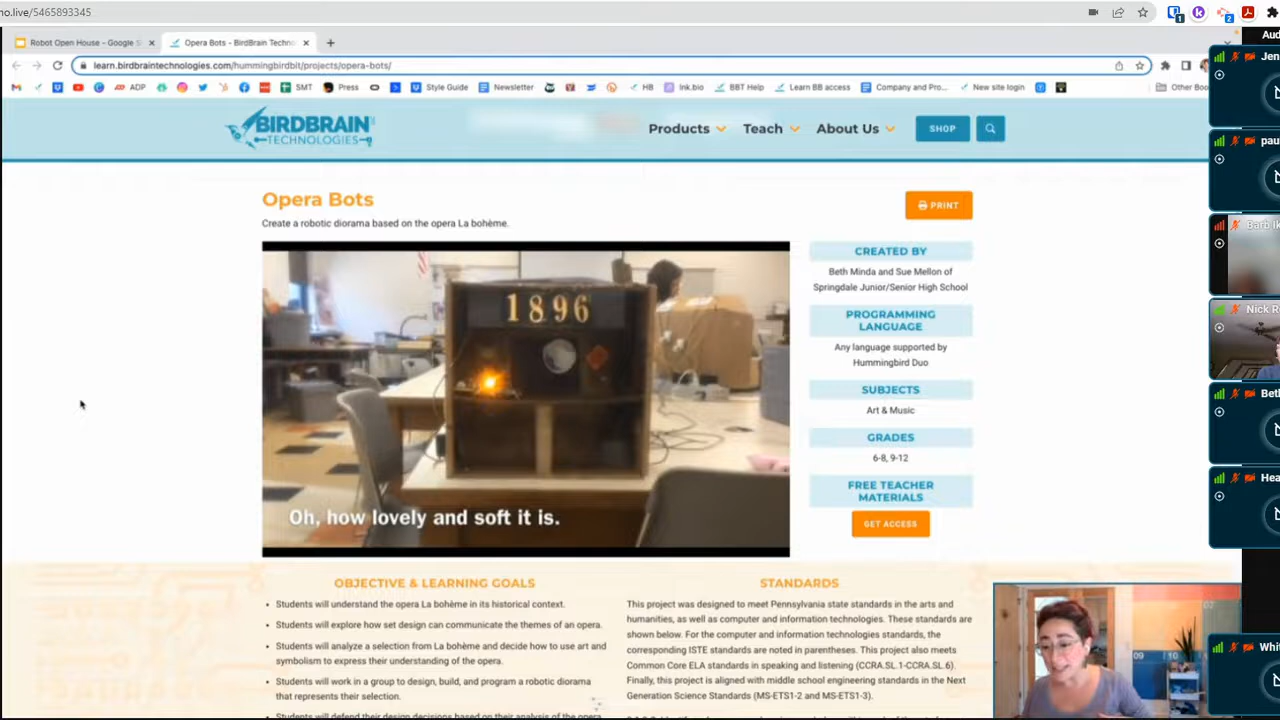 no.live/5465893345
Robot Open House - Google S
Opera Bots - BirdBrain Techno
learn.birdbraintechnologies.com/hummingbirdbit/projects/opera-bots/
ADP
SMT
Press
Style Guide
Newsletter
HB
Ink.bio
BBT Help
Learn BB access
Company and Pro...
New site login
Other Boo
BIRDBRAIN
TECHNOLOGIES
Products
Teach
About Us
SHOP
Opera Bots
Create a robotic diorama based on the opera La bohème.
PRINT
1896
Oh, how lovely and soft it is.
CREATED BY
Beth Minda and Sue Mellon of
Springdale Junior/Senior High School
PROGRAMMING
LANGUAGE
Any language supported by
Hummingbird Duo
SUBJECTS
Art & Music
GRADES
6-8, 9-12
FREE TEACHER
MATERIALS
GET ACCESS
OBJECTIVE & LEARNING GOALS
• Students will understand the opera La bohème in its historical context.
• Students will explore how set design can communicate the themes of an opera.
• Students will analyze a selection from La bohème and decide how to use art and
symbolism to express their understanding of the opera.
• Students will work in a group to design, build, and program a robotic diorama
that represents their selection.
• Students will defend their design decisions based on their analysis of the opera
STANDARDS
This project was designed to meet Pennsylvania state standards in the arts and
humanities, as well as computer and information technologies. These standards are
shown below. For the computer and information technologies standards, the
corresponding ISTE standards are noted in parentheses. This project also meets
Common Core ELA standards in speaking and listening (CCRA.SL.1-CCRA.SL.6).
Finally, this project is aligned with middle school engineering standards in the Next
Generation Science Standards (MS-ETS1-2 and MS-ETS1-3).
Aud
Jen
pau
Barb Ik
Nick R
Bet
Hea
Whi
09
10